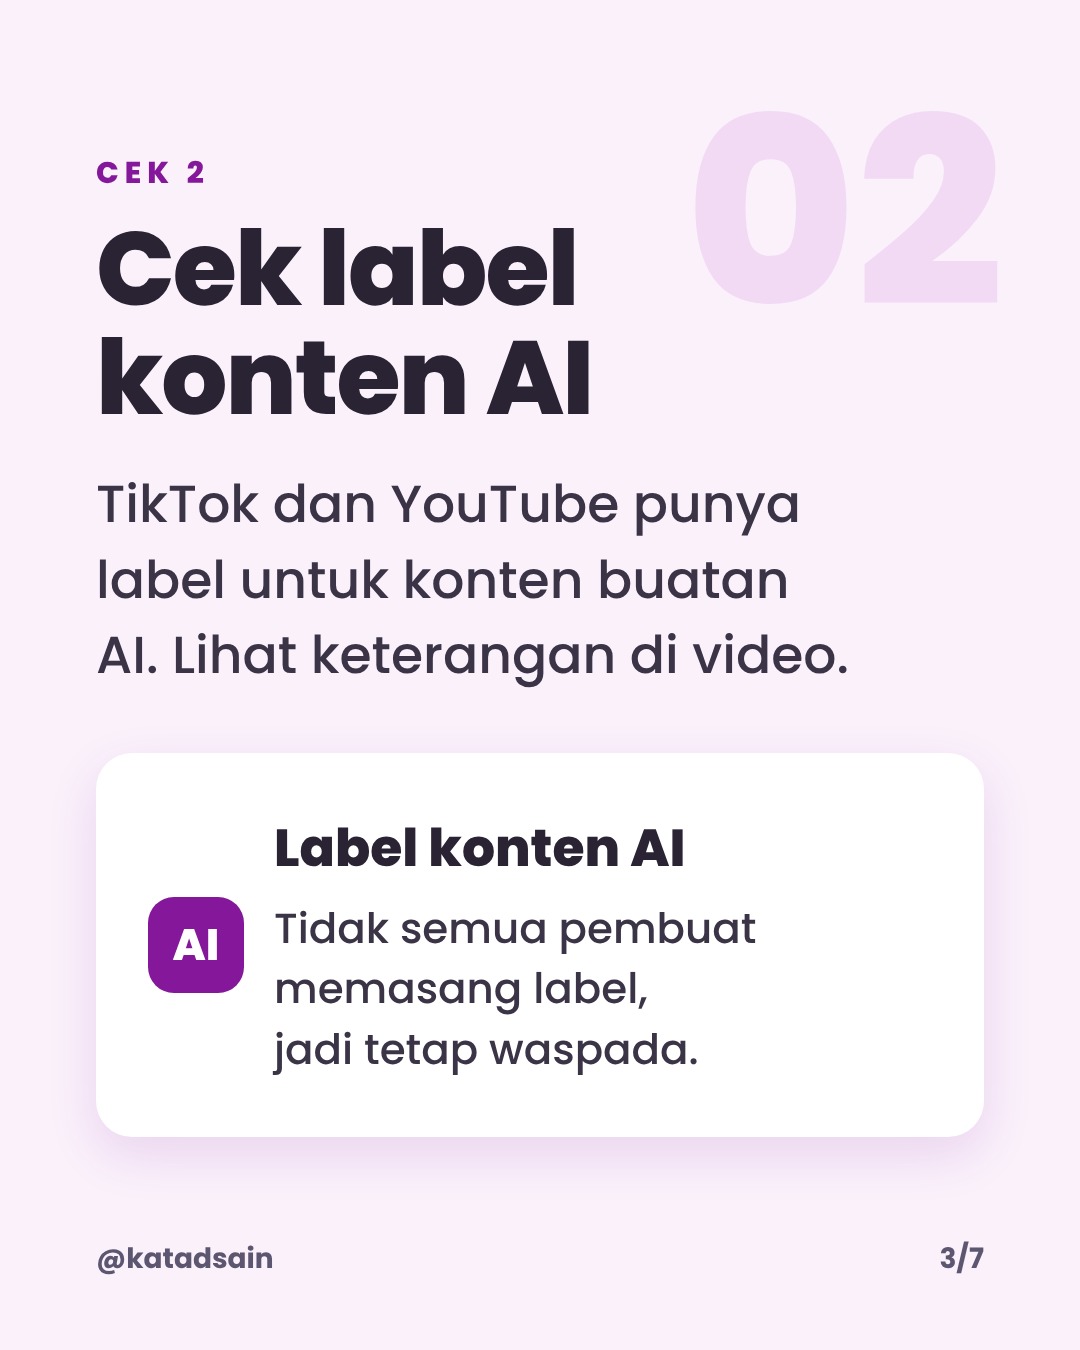 02
CEK 2
Cek label
konten AI
TikTok dan YouTube punya
label untuk konten buatan
AI. Lihat keterangan di video.
Label konten AI
AI
Tidak semua pembuat
memasang label,
jadi tetap waspada.
@katadsain
3/7